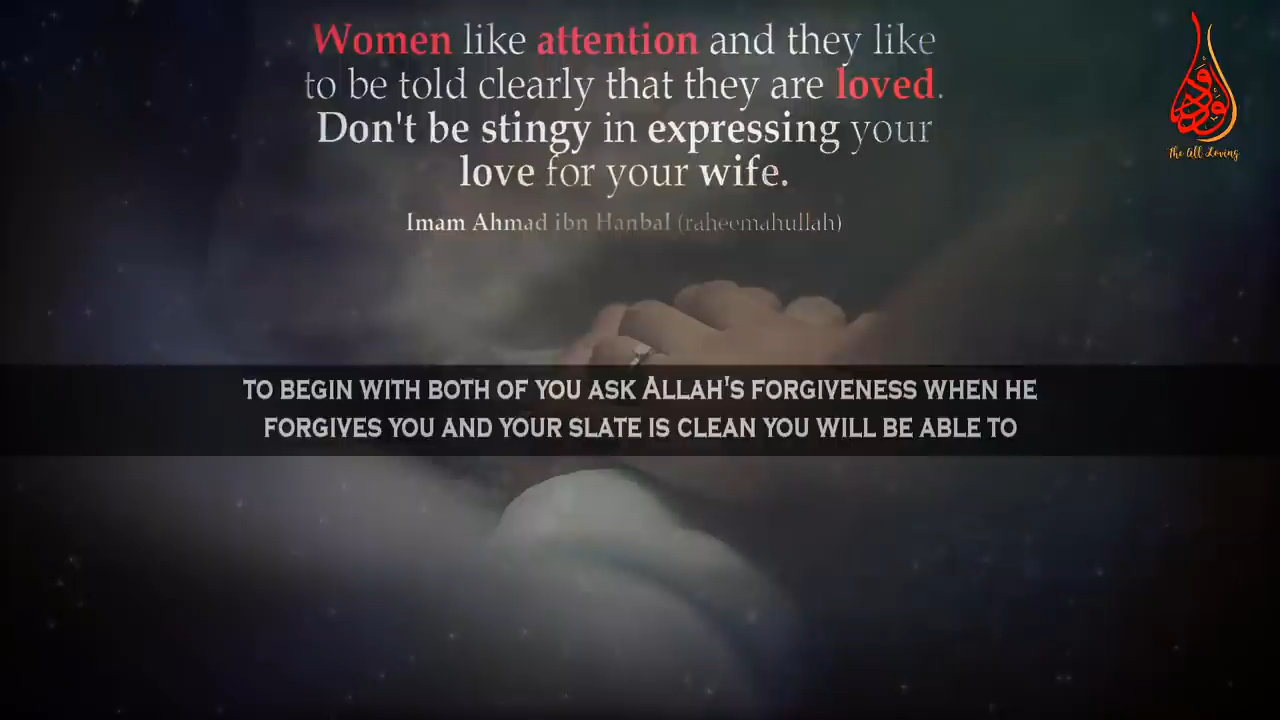 Women like attention and they like
to be told clearly that they are loved.
Don't be stingy in expressing your
love for your wife.
Imam Ahmad ibn Hanbal (raheemahullah)
الودود
The All Loving
TO BEGIN WITH BOTH OF YOU ASK ALLAH'S FORGIVENESS WHEN HE
FORGIVES YOU AND YOUR SLATE IS CLEAN YOU WILL BE ABLE TO